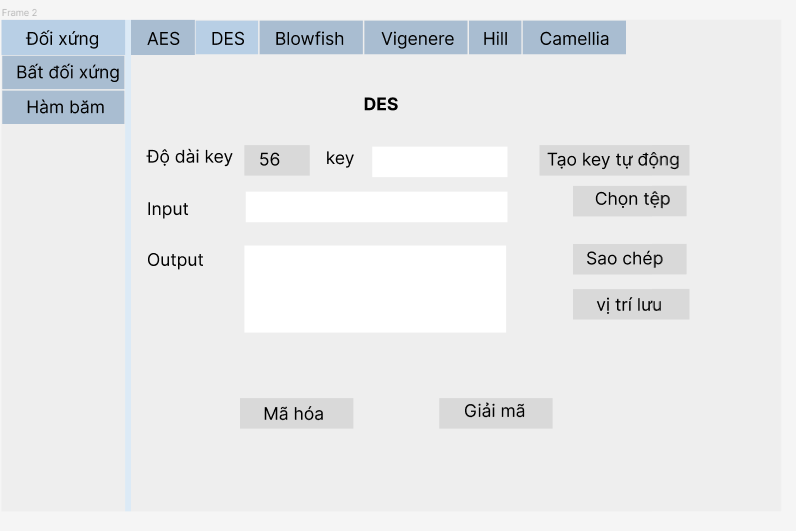 Frame 2
Đối xứng
Bất đối xứng
Hàm băm
AES DES Blowfish Vigenere Hill Camellia
DES
Độ dài key 56 key Tạo key tự động
Chọn tệp
Input
Output Sao chép
vị trí lưu
Mã hóa Giải mã